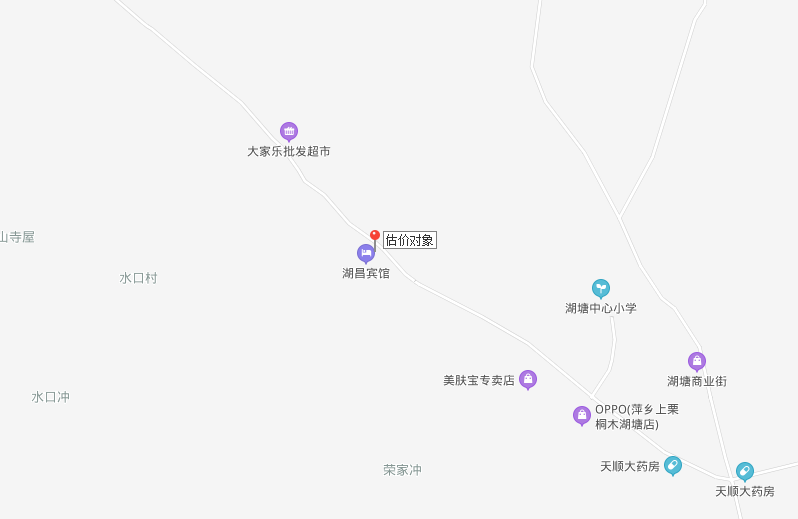 大家乐批发超市
山寺屋
估价对象
水口村
湖昌宾馆
湖塘中心小学
湖塘商业街
美肤宝专卖店
水口冲
OPPO(萍乡上栗
桐木湖塘店)
荣家冲
天顺大药房
天顺大药房